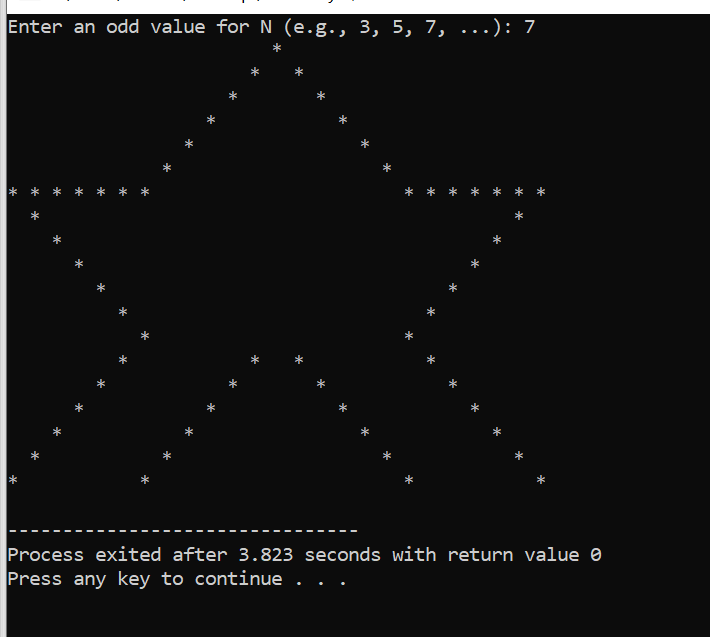 Enter an odd value for N (e.g., 3, 5, 7, ...): 7
                        *
                      *   *
                    *       *
                  *           *
                *               *
              *                   *
* * * * * * *                       * * * * * * *
  *                                           *
    *                                       *
      *                                   *
        *                               *
          *                           *
            *                       *
          *           *   *           *
        *           *       *           *
      *           *           *           *
    *           *               *           *
  *           *                   *           *
*           *                       *           *

--------------------------------
Process exited after 3.823 seconds with return value 0
Press any key to continue . . .